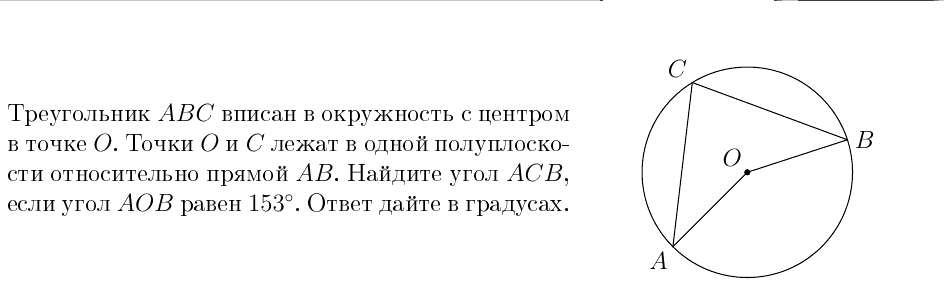 Треугольник ABC вписан в окружность с центром
в точке O. Точки O и C лежат в одной полуплоско-
сти относительно прямой AB. Найдите угол ACB,
если угол AOB равен 153°. Ответ дайте в градусах.
C
B
O
A